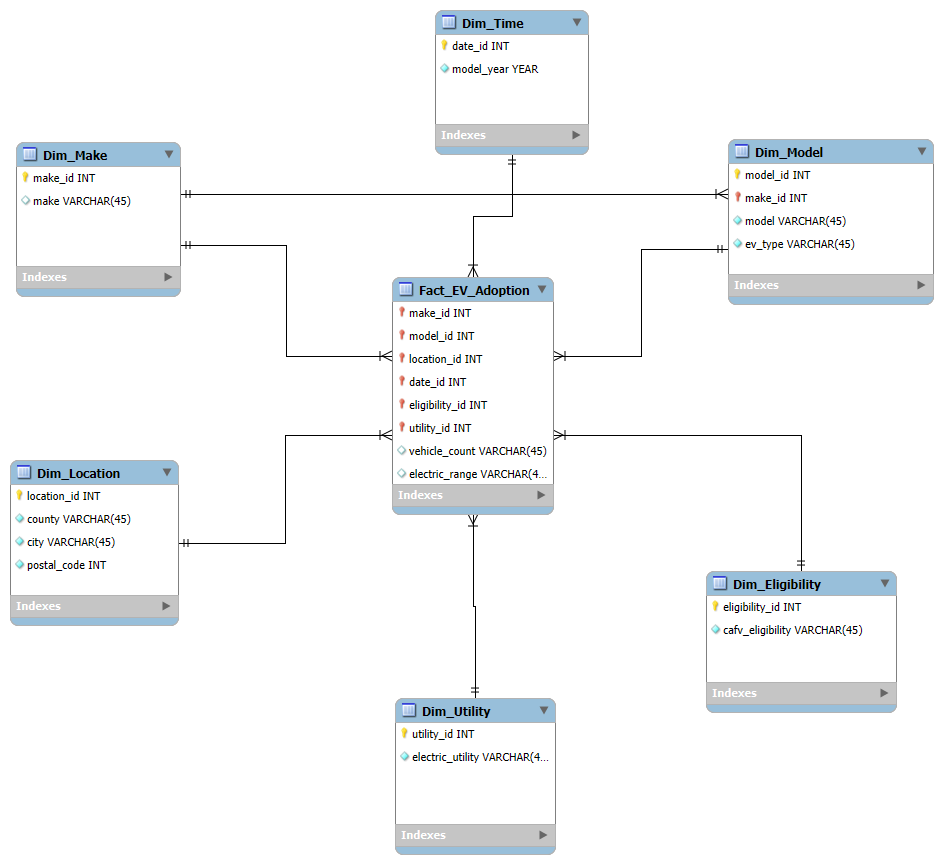 Dim_Time
date_id INT
model_year YEAR
Indexes
Dim_Make
make_id INT
make VARCHAR(45)
Indexes
Dim_Model
model_id INT
make_id INT
model VARCHAR(45)
ev_type VARCHAR(45)
Indexes
Fact_EV_Adoption
make_id INT
model_id INT
location_id INT
date_id INT
eligibility_id INT
utility_id INT
vehicle_count VARCHAR(45)
electric_range VARCHAR(4...
Indexes
Dim_Location
location_id INT
county VARCHAR(45)
city VARCHAR(45)
postal_code INT
Indexes
Dim_Eligibility
eligibility_id INT
cafv_eligibility VARCHAR(45)
Indexes
Dim_Utility
utility_id INT
electric_utility VARCHAR(4...
Indexes